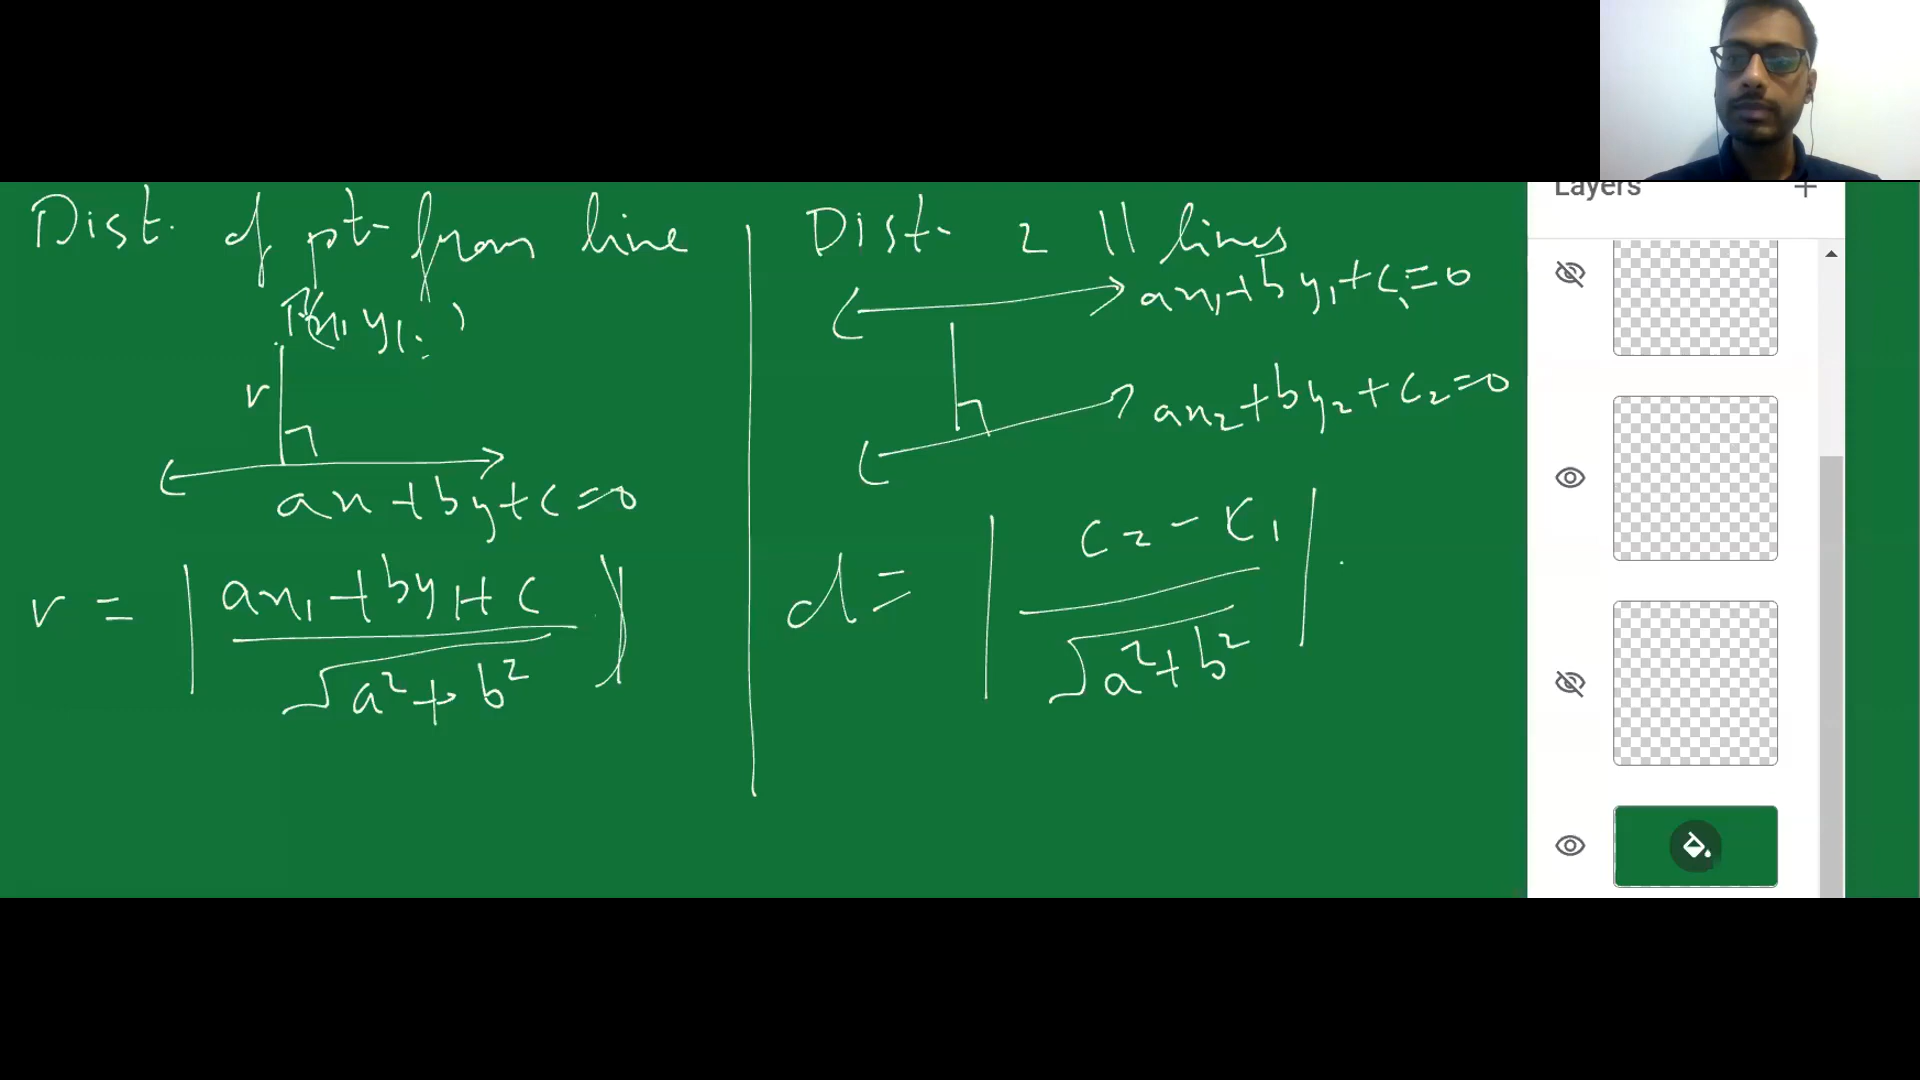 Dist. of pt from line
P(x₁ y₁)
r
ax + by + c = 0
r = | ax₁ + by₁ + c / √a² + b² |
Dist. 2 || lines
ax₁ + by₁ + c₁ = 0
ax₂ + by₂ + c₂ = 0
d = | c₂ - c₁ / √a² + b² |
Layers +